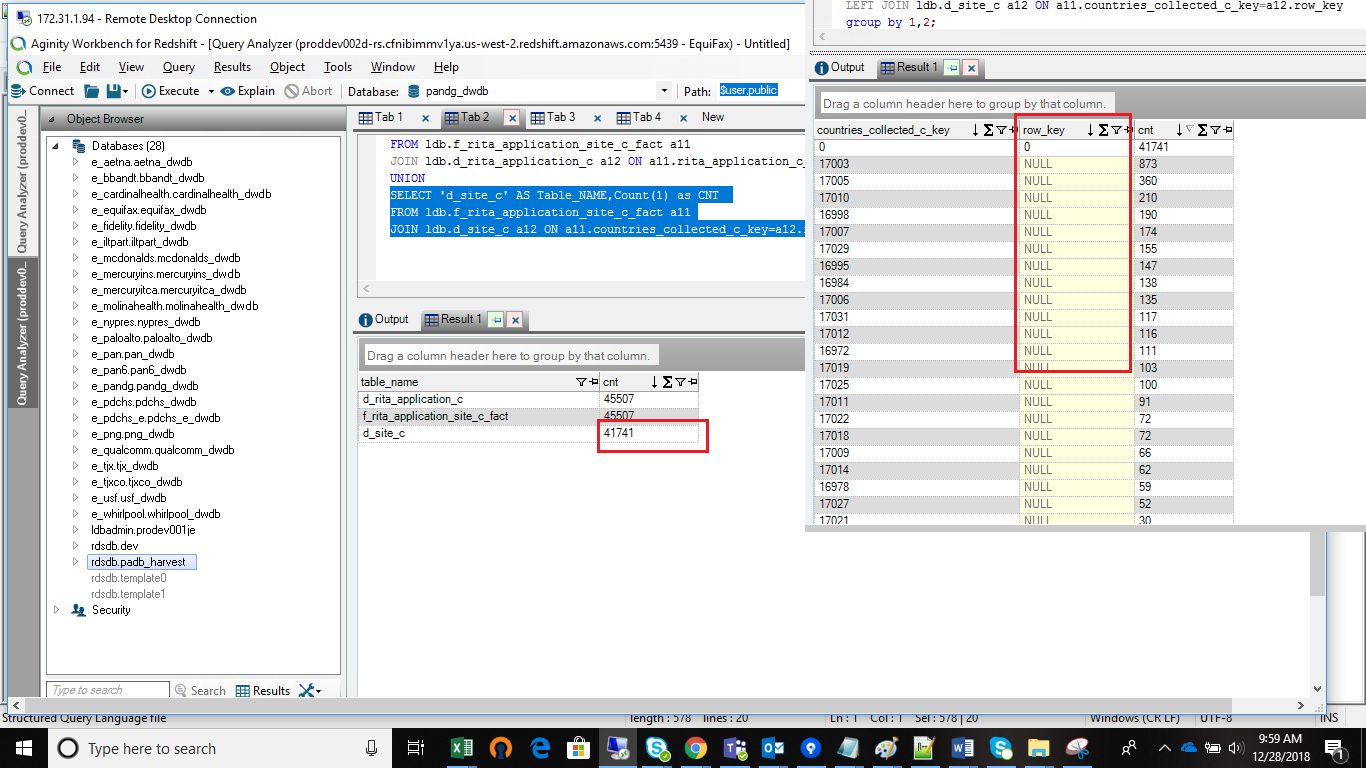 172.31.1.94 - Remote Desktop Connection
Aginity Workbench for Redshift - [Query Analyzer (proddev002d-rs.cfnibimmv1ya.us-west-2.redshift.amazonaws.com:5439 - EquiFax) - Untitled]
File Edit View Query Results Object Tools Window Help
Connect Execute Explain Abort Database: pandg_dwdb Path: $user,public
Query Analyzer (proddev0...
Query Analyzer (proddev0...
Object Browser
Databases (28)
e_aetna.aetna_dwdb
e_bbandt.bbandt_dwdb
e_cardinalhealth.cardinalhealth_dwdb
e_equifax.equifax_dwdb
e_fidelity.fidelity_dwdb
e_iltpart.iltpart_dwdb
e_mcdonalds.mcdonalds_dwdb
e_mercuryins.mercuryins_dwdb
e_mercuryitca.mercuryitca_dwdb
e_molinahealth.molinahealth_dwdb
e_nypres.nypres_dwdb
e_paloalto.paloalto_dwdb
e_pan.pan_dwdb
e_pan6.pan6_dwdb
e_pandg.pandg_dwdb
e_pdchs.pdchs_dwdb
e_pdchs_e.pdchs_e_dwdb
e_png.png_dwdb
e_qualcomm.qualcomm_dwdb
e_tjx.tjx_dwdb
e_tjxco.tjxco_dwdb
e_usf.usf_dwdb
e_whirlpool.whirlpool_dwdb
ldbadmin.prodev001je
rdsdb.dev
rdsdb.padb_harvest
rdsdb.template0
rdsdb.template1
Security
Type to search Search Results
Tab 1 Tab 2 Tab 3 Tab 4 New
FROM ldb.f_rita_application_site_c_fact a11
JOIN ldb.d_rita_application_c a12 ON a11.rita_application_c_
UNION
SELECT 'd_site_c' AS Table_NAME,Count(1) as CNT
FROM ldb.f_rita_application_site_c_fact a11
JOIN ldb.d_site_c a12 ON a11.countries_collected_c_key=a12.
Output Result 1
Drag a column header here to group by that column.
table_name cnt
d_rita_application_c 45507
f_rita_application_site_c_fact 45507
d_site_c 41741
LEFT JOIN ldb.d_site_c a12 ON a11.countries_collected_c_key=a12.row_key
group by 1,2;
Output Result 1
Drag a column header here to group by that column.
countries_collected_c_key row_key cnt
0 0 41741
17003 NULL 873
17005 NULL 360
17010 NULL 210
16998 NULL 190
17007 NULL 174
17029 NULL 155
16995 NULL 147
16984 NULL 138
17006 NULL 135
17031 NULL 117
17012 NULL 116
16972 NULL 111
17019 NULL 103
17025 NULL 100
17011 NULL 91
17022 NULL 72
17018 NULL 72
17009 NULL 66
17014 NULL 62
16978 NULL 59
17027 NULL 52
17021 NULL 30
Structured Query Language file length : 578 lines : 20 Ln : 1 Col : 1 Sel : 578 | 20 Windows (CR LF) UTF-8 INS
Type here to search
9:59 AM
12/28/2018
1